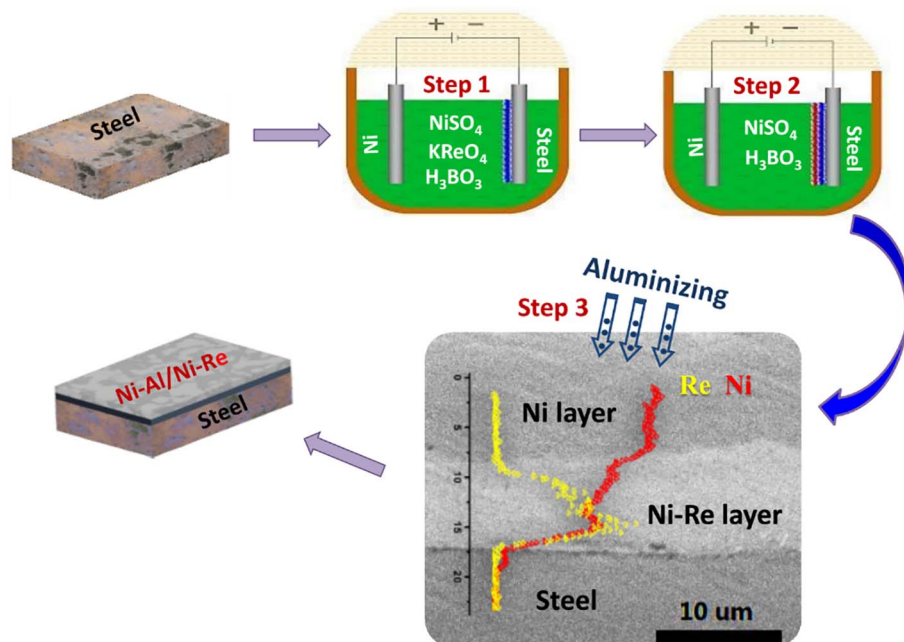 Steel
+ −
Step 1
NiSO₄
KReO₄
H₃BO₃
Ni
Steel
+ −
Step 2
NiSO₄
H₃BO₃
Ni
Steel
Aluminizing
Step 3
Re Ni
Ni layer
Ni-Re layer
Steel
0
5
10
15
20
10 um
Ni-Al/Ni-Re
Steel